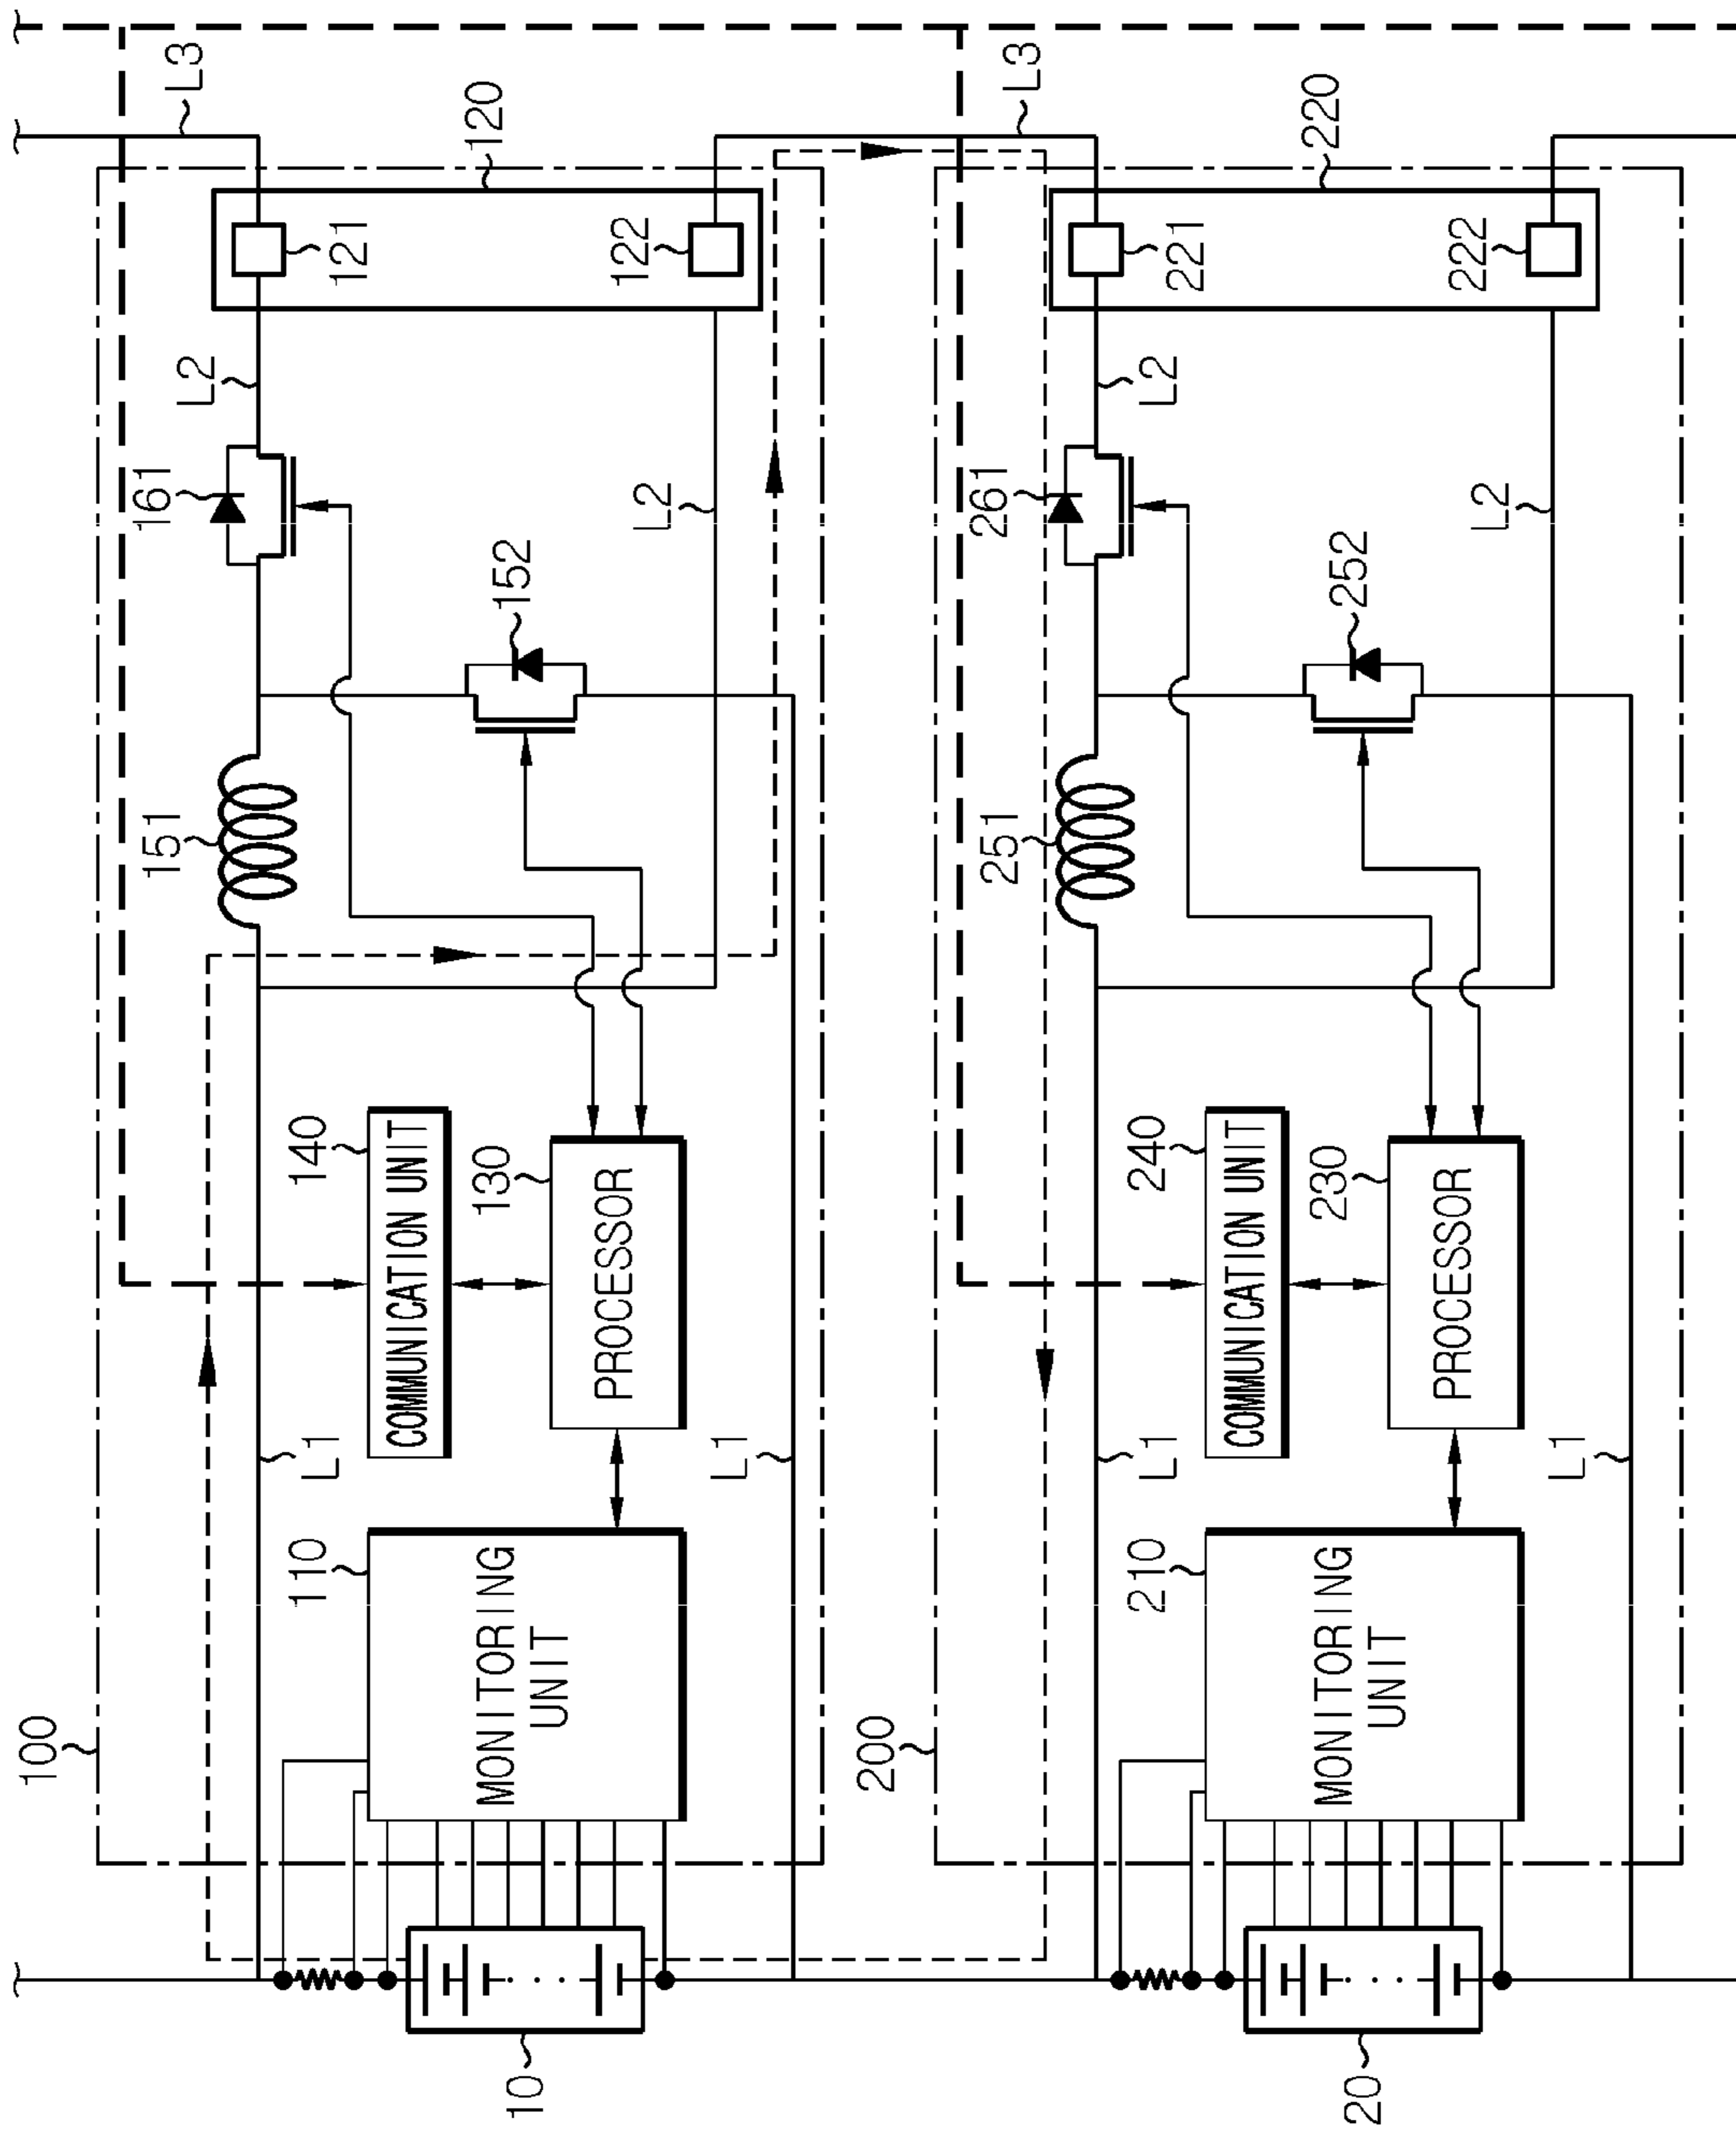 100
10
110
MONITORING
UNIT
L1
L1
140
COMMUNICATION UNIT
130
PROCESSOR
151
152
161
L2
L2
120
121
122
L3
200
20
210
MONITORING
UNIT
L1
L1
240
COMMUNICATION UNIT
230
PROCESSOR
251
252
261
L2
L2
220
221
222
L3